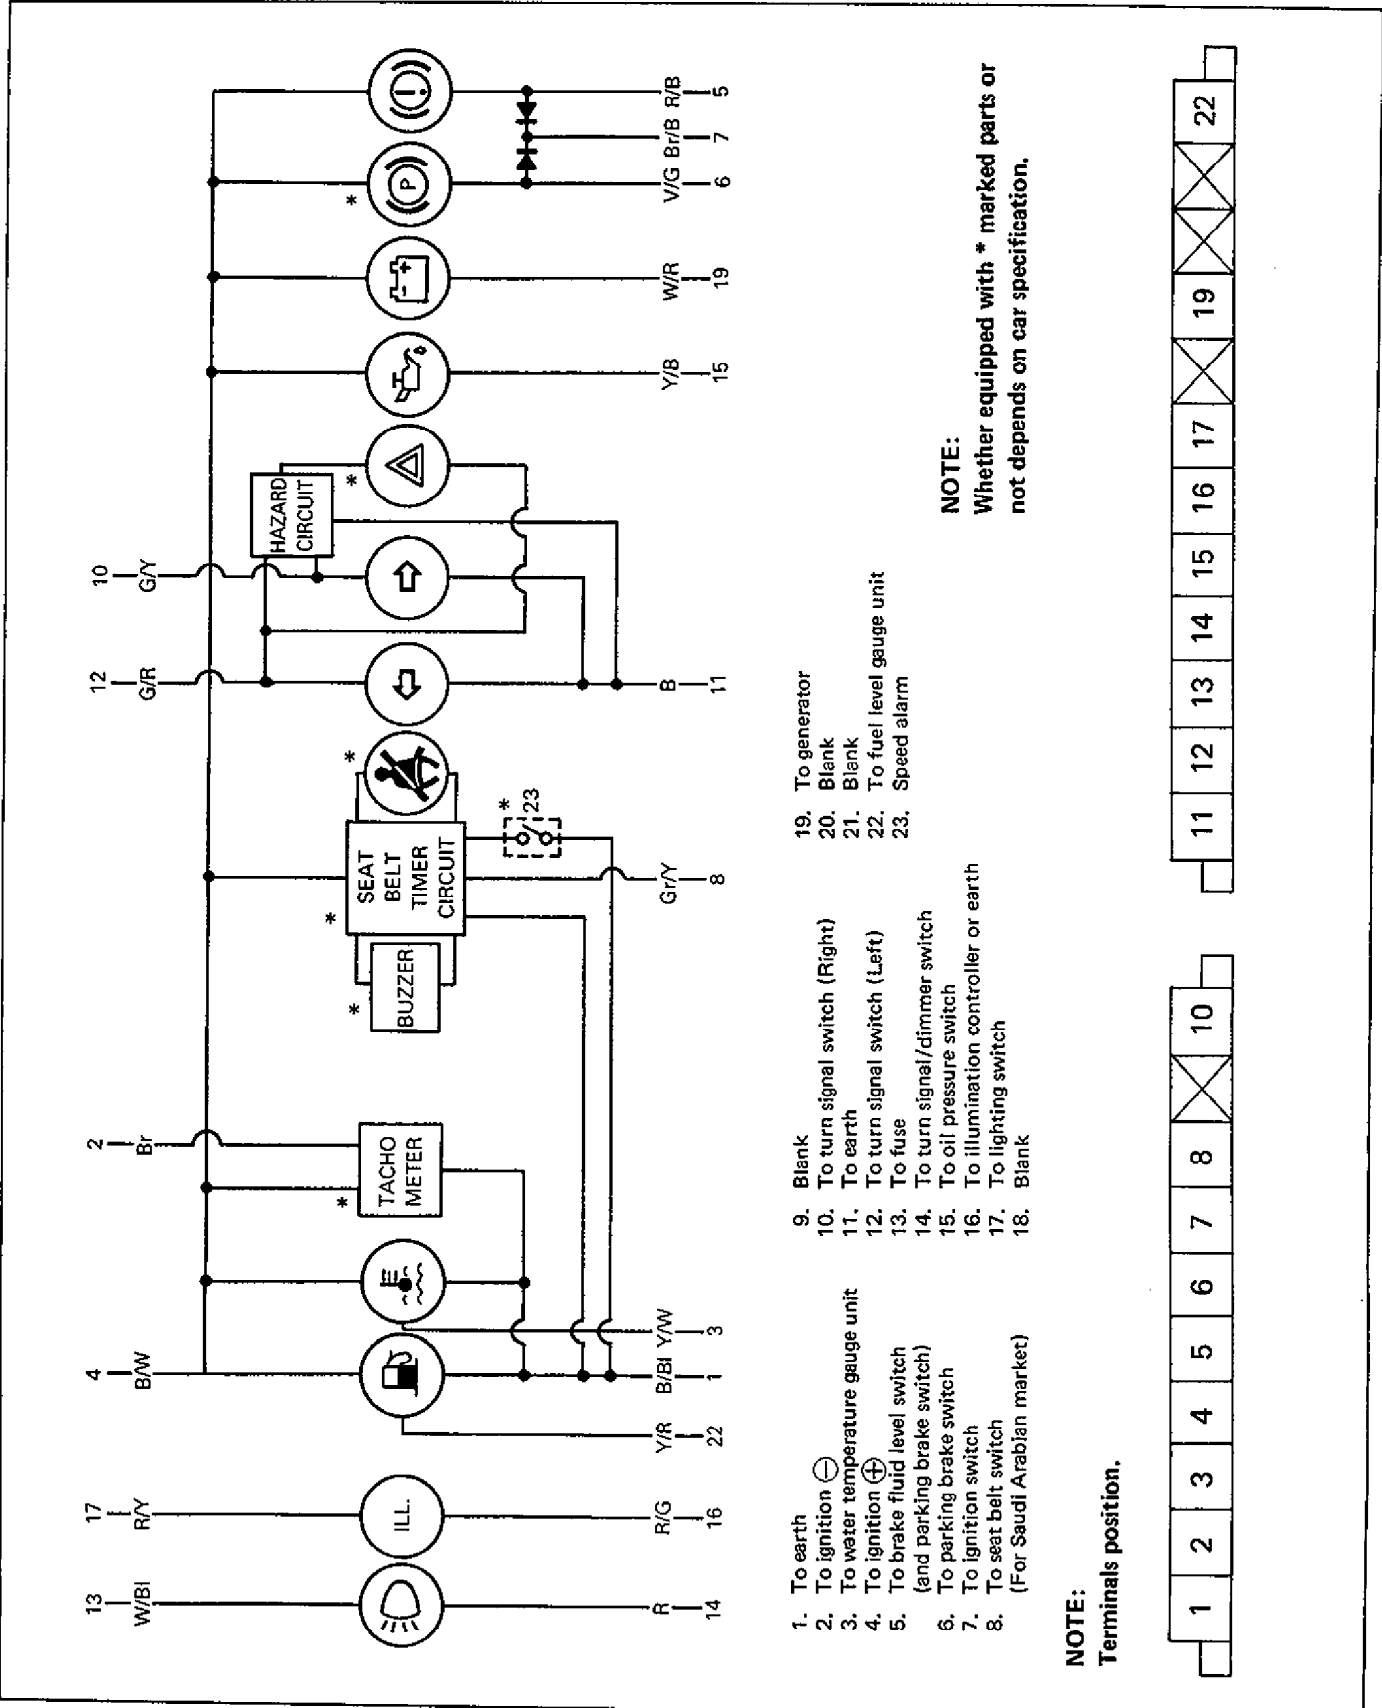 13
W/Bl
17
R/Y
4
B/W
2
Br
12
G/R
10
G/Y
ILL.
TACHO
METER
*
BUZZER
*
SEAT
BELT
TIMER
CIRCUIT
*
*
*
23
HAZARD
CIRCUIT
*
*
P
R
14
R/G
16
Y/R
22
B/Bl
1
Y/W
3
Gr/Y
8
B
11
Y/B
15
W/R
19
V/G
6
Br/B
7
R/B
5
1. To earth
2. To ignition ⊖
3. To water temperature gauge unit
4. To ignition ⊕
5. To brake fluid level switch
(and parking brake switch)
6. To parking brake switch
7. To ignition switch
8. To seat belt switch
(For Saudi Arabian market)
9. Blank
10. To turn signal switch (Right)
11. To earth
12. To turn signal switch (Left)
13. To fuse
14. To turn signal/dimmer switch
15. To oil pressure switch
16. To illumination controller or earth
17. To lighting switch
18. Blank
19. To generator
20. Blank
21. Blank
22. To fuel level gauge unit
23. Speed alarm
NOTE:
Whether equipped with * marked parts or
not depends on car specification.
NOTE:
Terminals position.
1 2 3 4 5 6 7 8 10
11 12 13 14 15 16 17 19 22